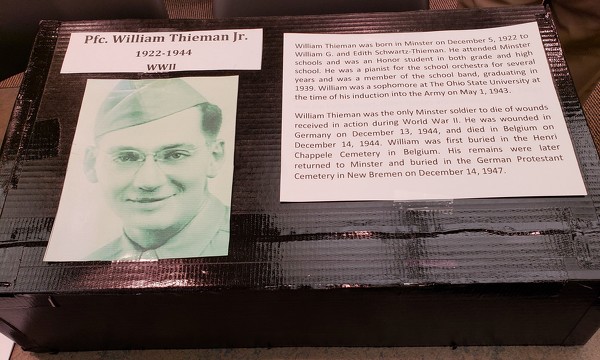 Pfc. William Thieman Jr.
1922-1944
WWII
William Thieman was born in Minster on December 5, 1922 to
William G. and Edith Schwartz-Thieman. He attended Minster
schools and was an Honor student in both grade and high
school. He was a pianist for the school orchestra for several
years and was a member of the school band, graduating in
1939. William was a sophomore at The Ohio State University at
the time of his induction into the Army on May 1, 1943.
William Thieman was the only Minster soldier to die of wounds
received in action during World War II. He was wounded in
Germany on December 13, 1944, and died in Belgium on
December 14, 1944. William was first buried in the Henri
Chappele Cemetery in Belgium. His remains were later
returned to Minster and buried in the German Protestant
Cemetery in New Bremen on December 14, 1947.